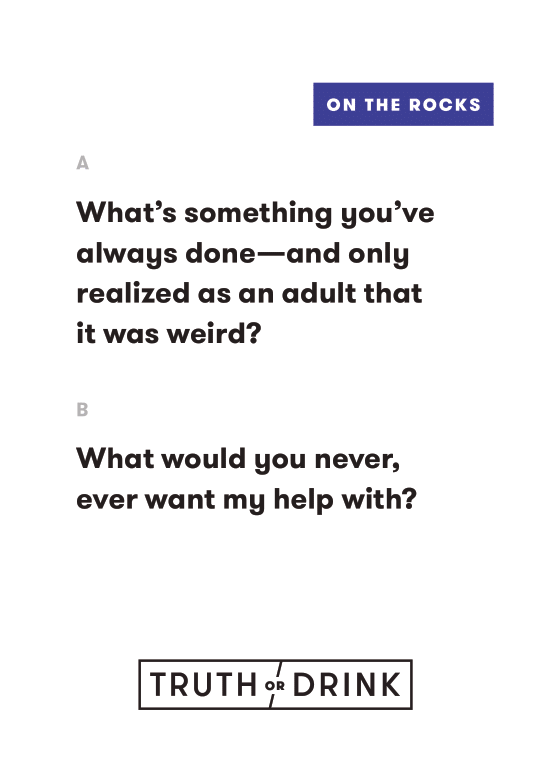 ON THE ROCKS
A
What’s something you’ve
always done—and only
realized as an adult that
it was weird?
B
What would you never,
ever want my help with?
TRUTH OR DRINK